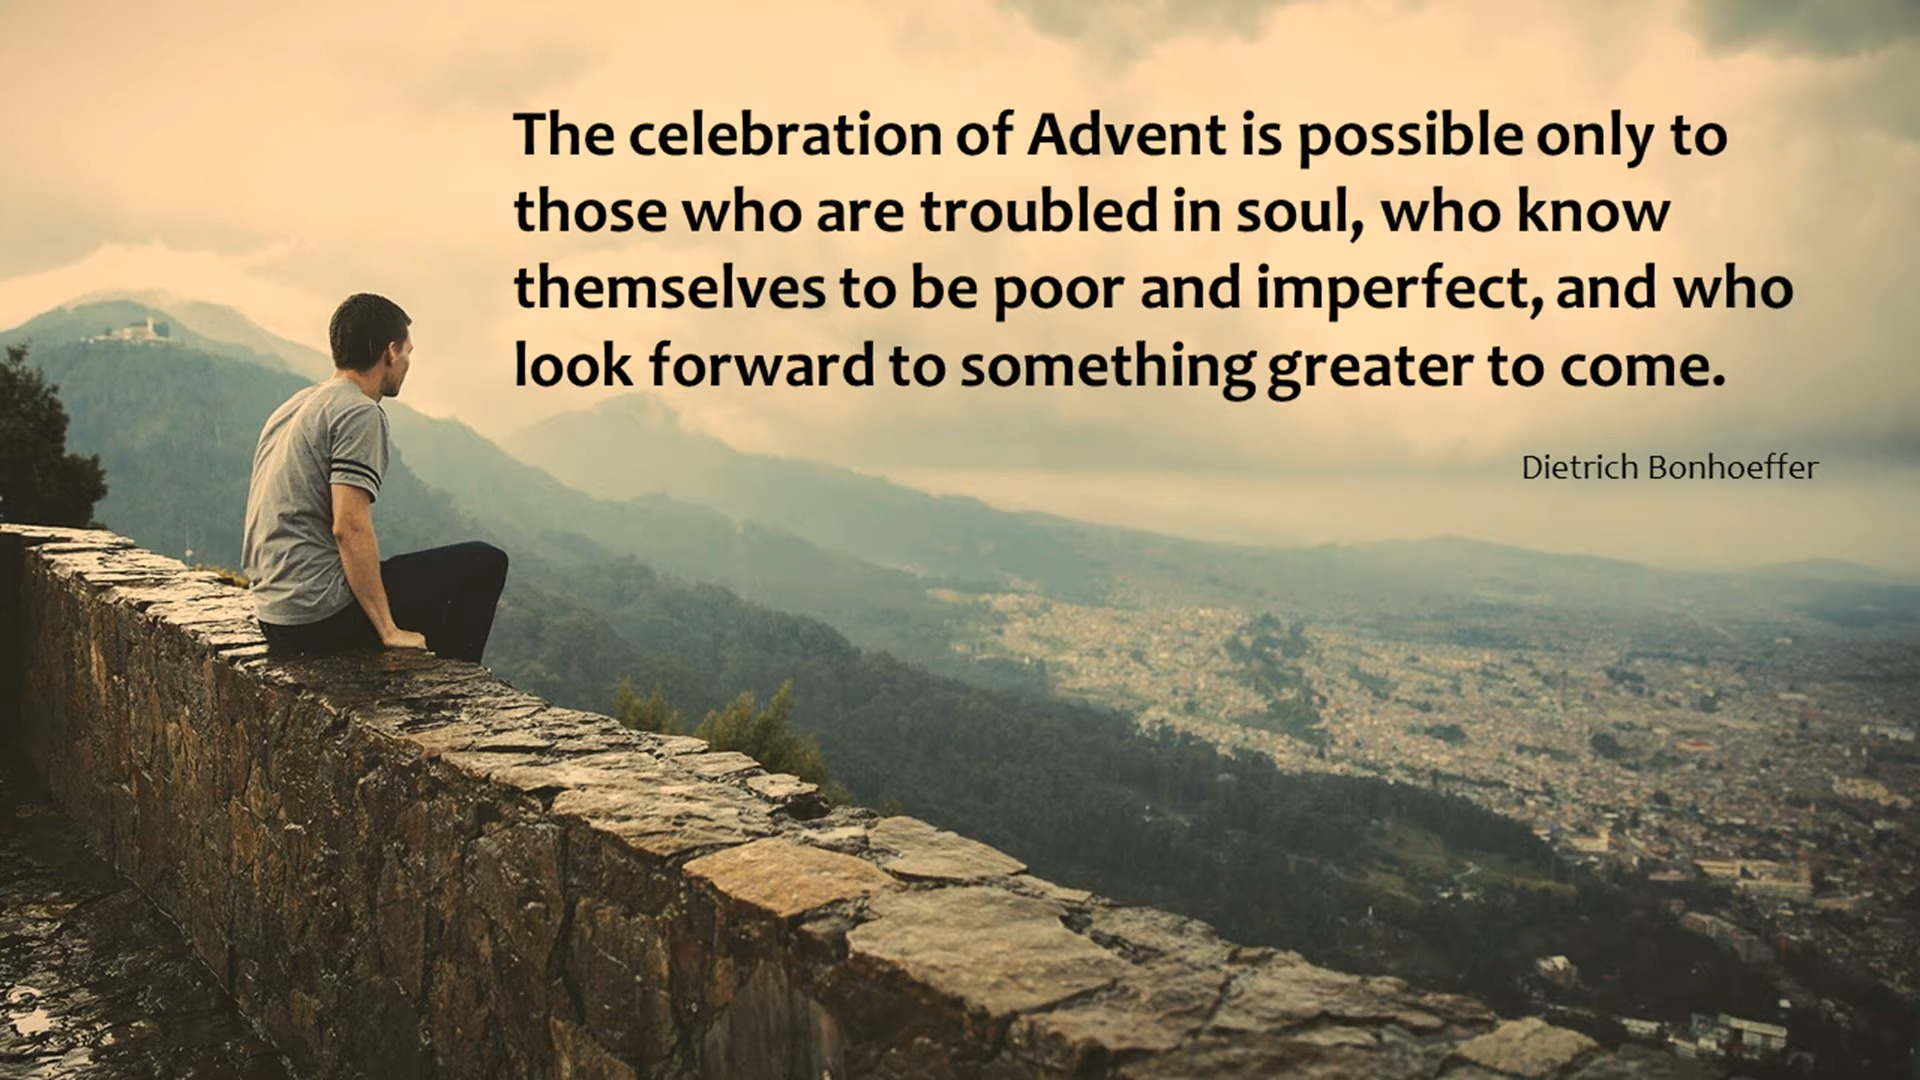 The celebration of Advent is possible only to
those who are troubled in soul, who know
themselves to be poor and imperfect, and who
look forward to something greater to come.
Dietrich Bonhoeffer